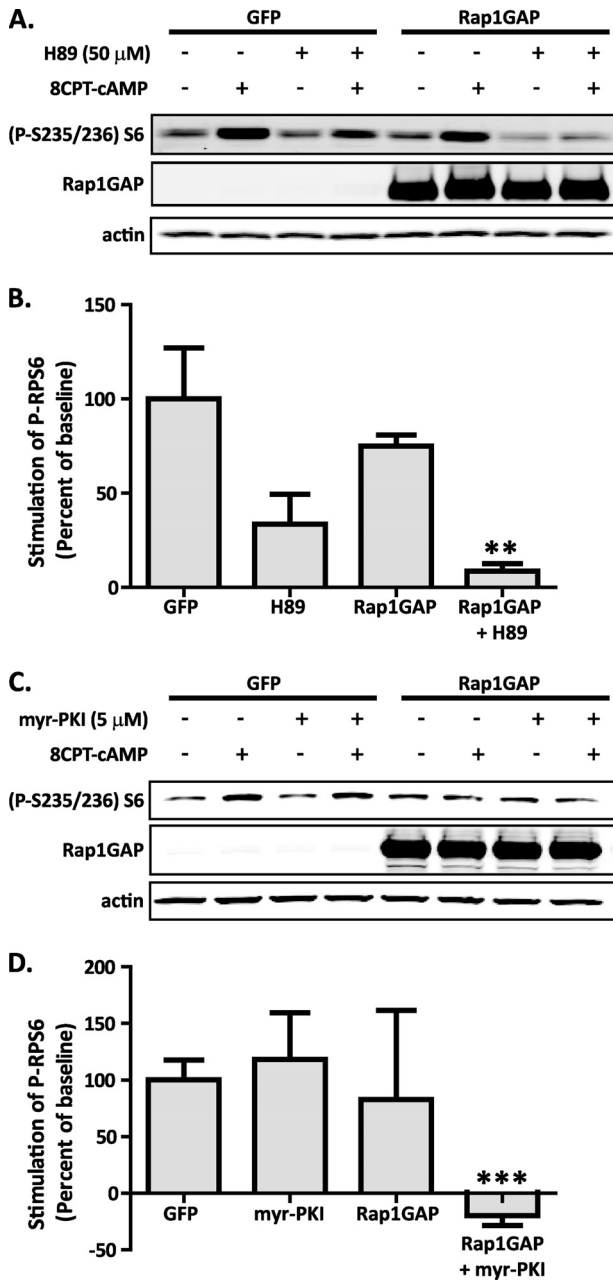 A.
GFP Rap1GAP
H89 (50 μM) - - + + - - + +
8CPT-cAMP - + - + - + - +
(P-S235/236) S6
Rap1GAP
actin
B.
Stimulation of P-RPS6
(Percent of baseline)
150
100
50
0
**
GFP H89 Rap1GAP Rap1GAP
+ H89
C.
GFP Rap1GAP
myr-PKI (5 μM) - - + + - - + +
8CPT-cAMP - + - + - + - +
(P-S235/236) S6
Rap1GAP
actin
D.
Stimulation of P-RPS6
(Percent of baseline)
200
150
100
50
0
-50
***
GFP myr-PKI Rap1GAP Rap1GAP
+ myr-PKI